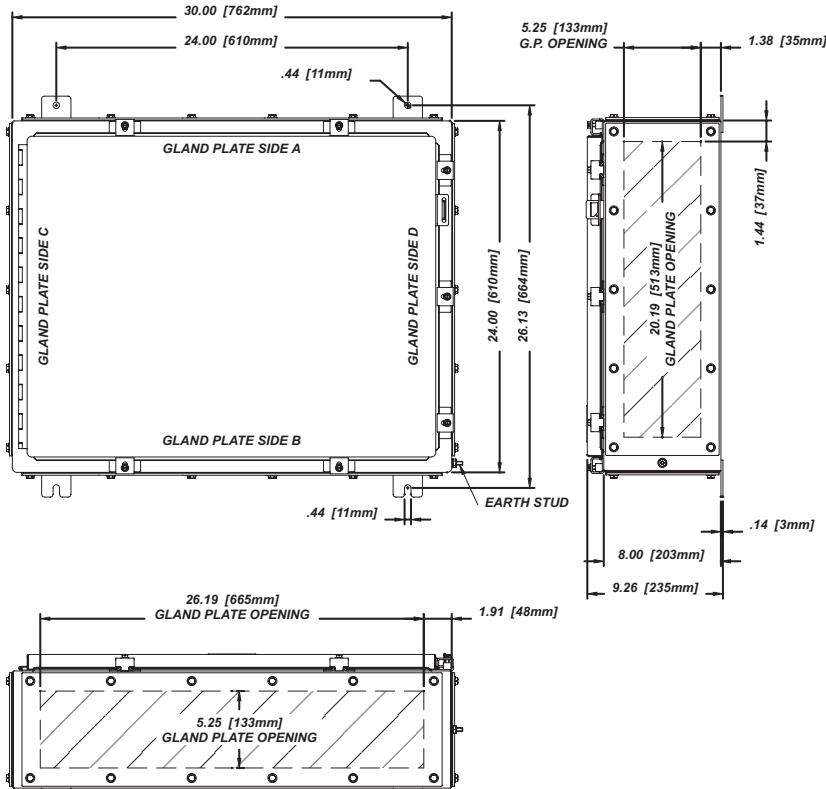 30.00 [762mm]
24.00 [610mm]
.44 [11mm]
5.25 [133mm]
G.P. OPENING
1.38 [35mm]
GLAND PLATE SIDE A
GLAND PLATE SIDE C
GLAND PLATE SIDE D
24.00 [610mm]
26.13 [664mm]
20.19 [513mm]
GLAND PLATE OPENING
1.44 [37mm]
GLAND PLATE SIDE B
EARTH STUD
.44 [11mm]
.14 [3mm]
8.00 [203mm]
9.26 [235mm]
26.19 [665mm]
GLAND PLATE OPENING
1.91 [48mm]
5.25 [133mm]
GLAND PLATE OPENING